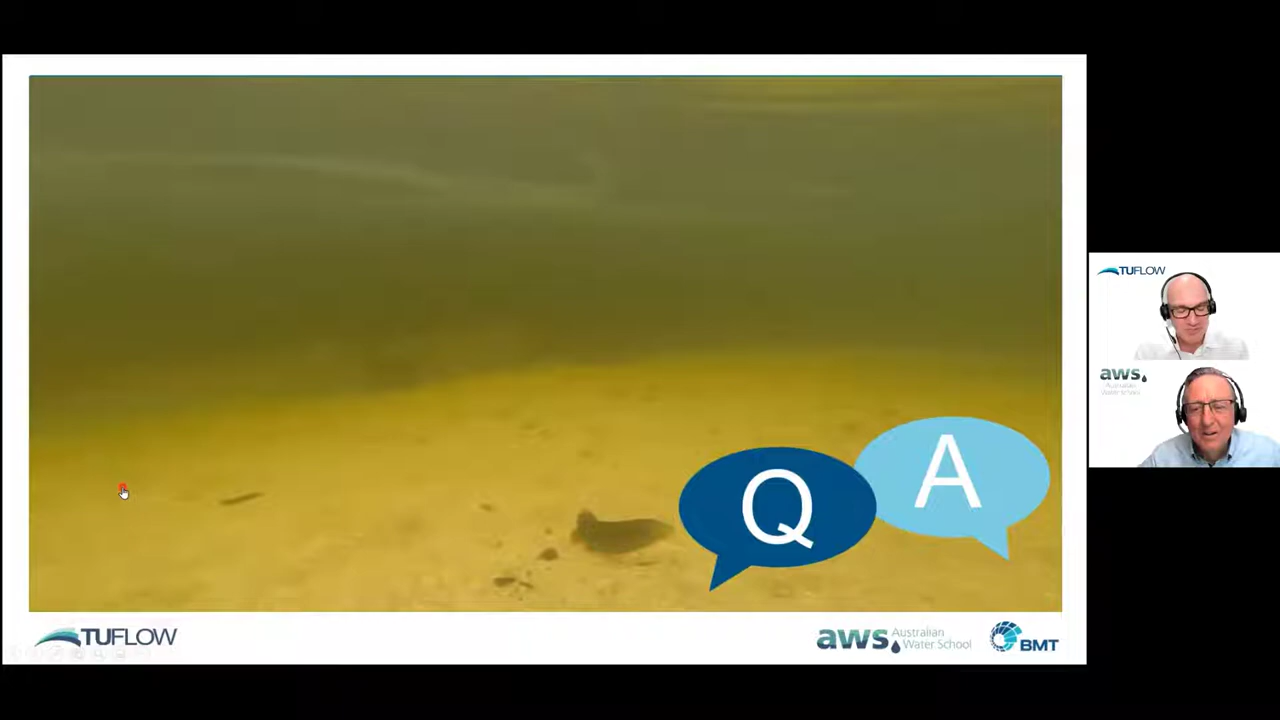 Q
A
TUFLOW
aws. Australian
Water School
BMT
TUFLOW
aws.
Australian
Water School